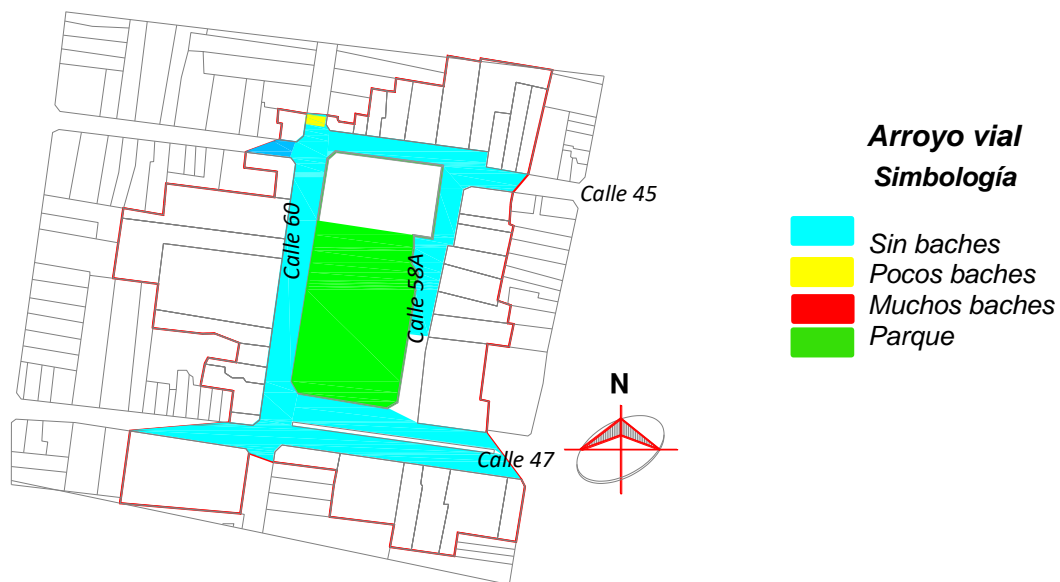 Arroyo vial
Simbología
Sin baches
Pocos baches
Muchos baches
Parque
Calle 45
Calle 60
Calle 58A
Calle 47
N